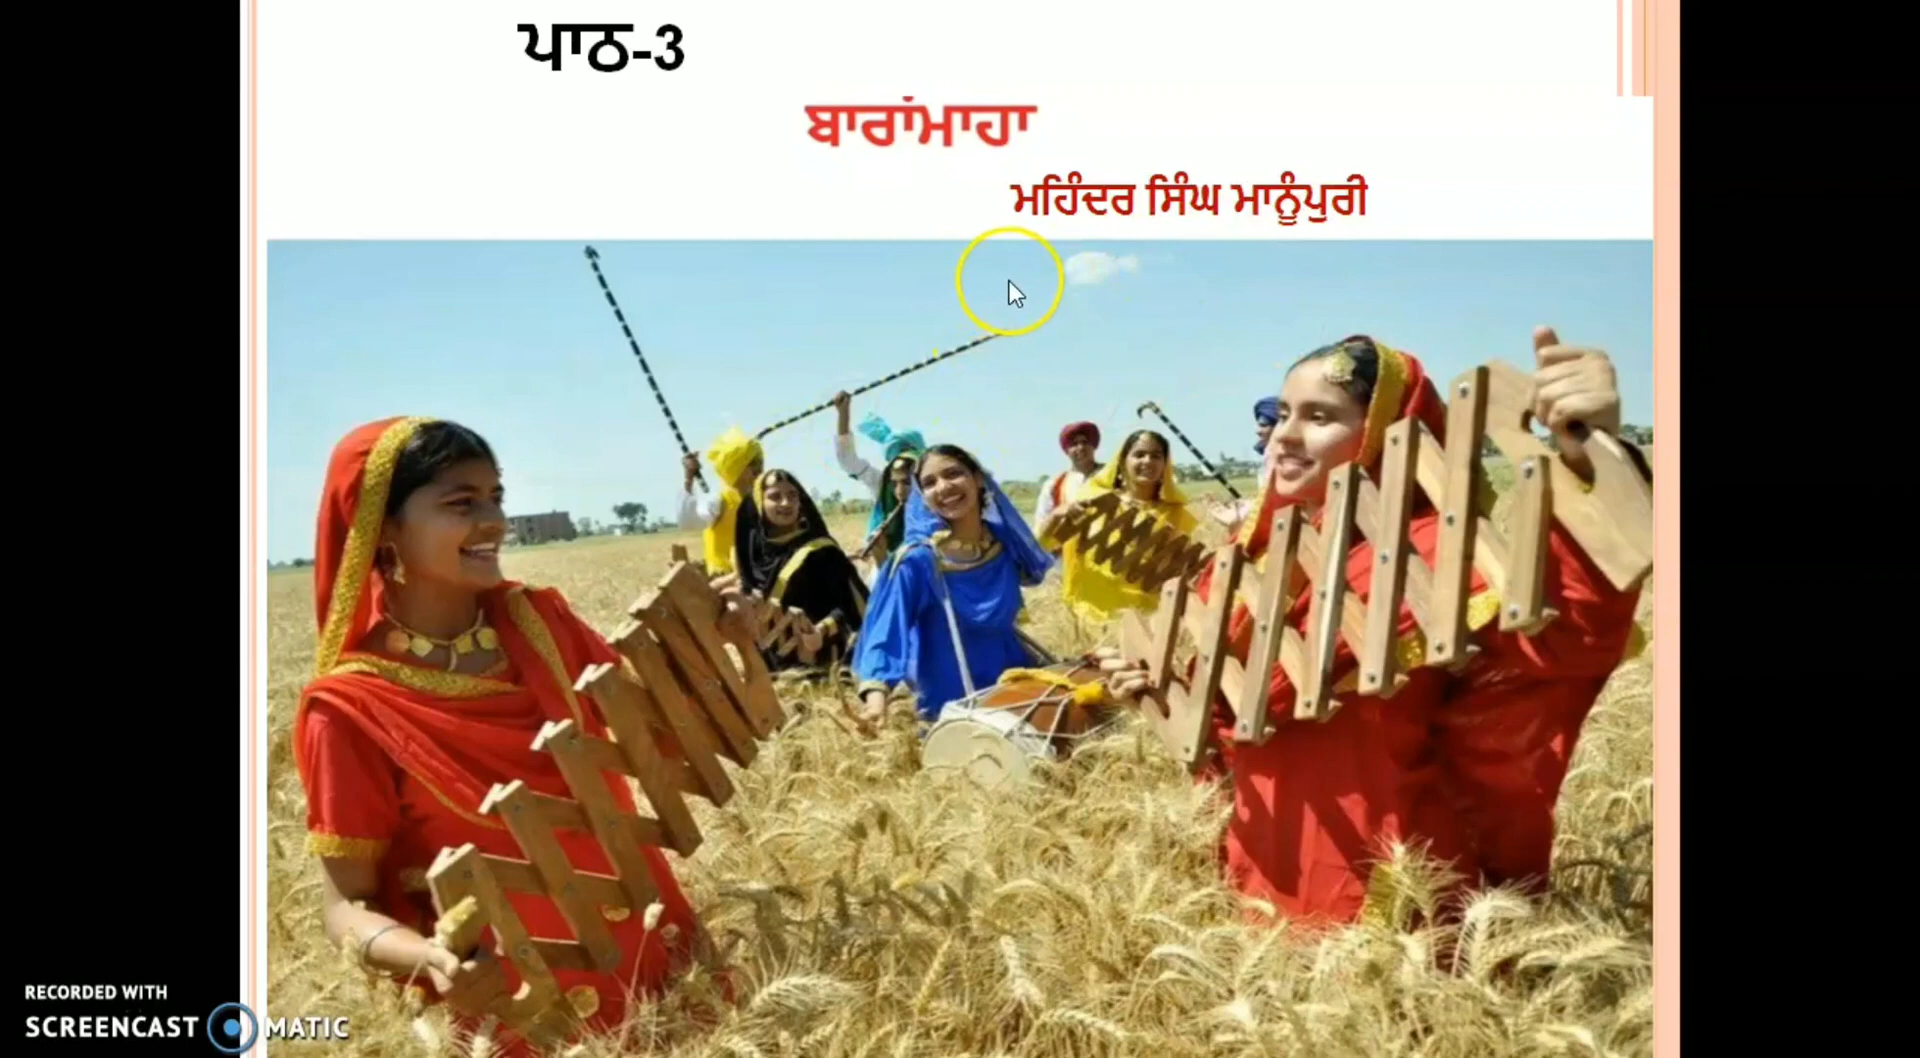 ਪਾਠ-3
ਬਾਰਾਂਮਾਹਾ
ਮਹਿੰਦਰ ਸਿੰਘ ਮਾਨੂੰਪੁਰੀ
RECORDED WITH
SCREENCAST MATIC